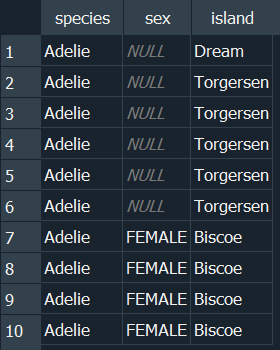 species sex island
1 Adelie NULL Dream
2 Adelie NULL Torgersen
3 Adelie NULL Torgersen
4 Adelie NULL Torgersen
5 Adelie NULL Torgersen
6 Adelie NULL Torgersen
7 Adelie FEMALE Biscoe
8 Adelie FEMALE Biscoe
9 Adelie FEMALE Biscoe
10 Adelie FEMALE Biscoe